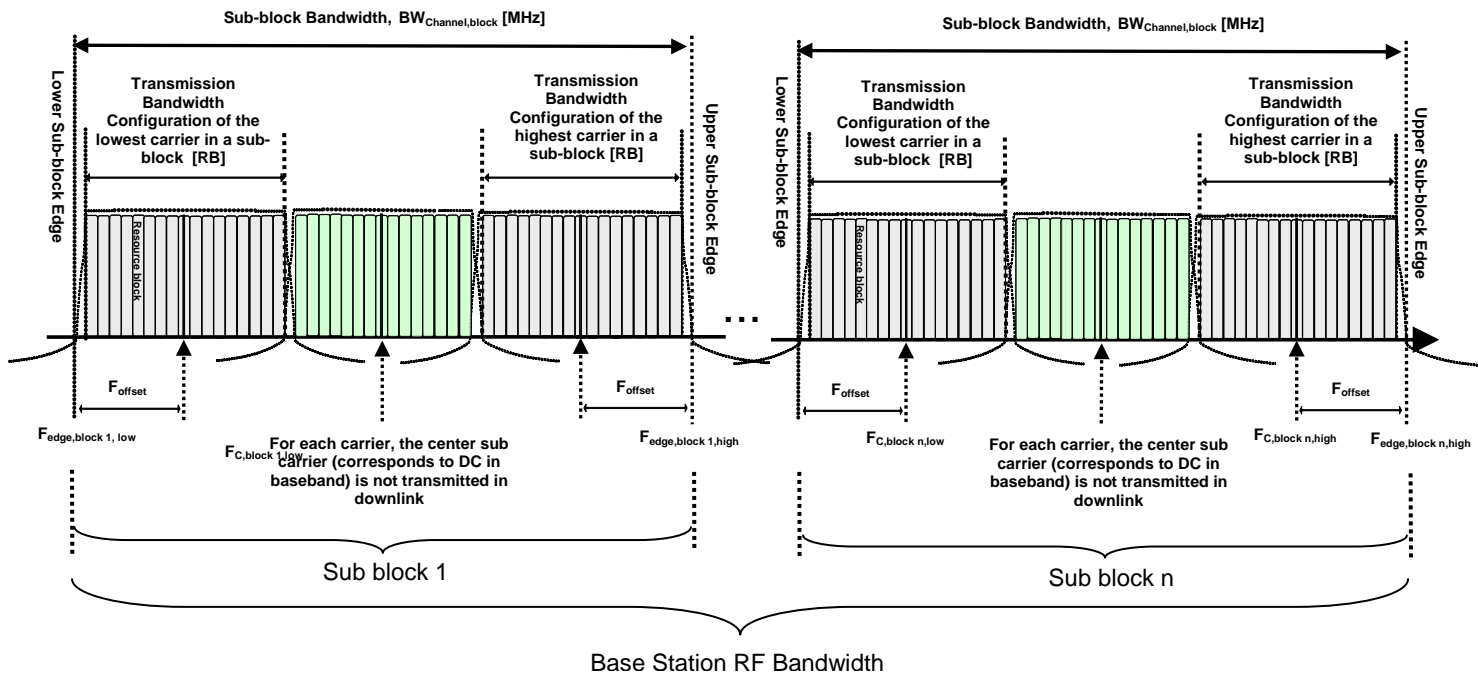 Sub-block Bandwidth, BWChannel,block [MHz]
Lower Sub-block Edge
Transmission
Bandwidth
Configuration of the
lowest carrier in a sub-
block [RB]
Transmission
Bandwidth
Configuration of
the highest carrier in a
sub-block [RB]
Upper Sub-block Edge
Resource block
Foffset
Foffset
Fedge,block 1, low
FC,block 1,low
Fedge,block 1,high
For each carrier, the center sub
carrier (corresponds to DC in
baseband) is not transmitted in
downlink
Sub block 1
...
Sub-block Bandwidth, BWChannel,block [MHz]
Lower Sub-block Edge
Transmission
Bandwidth
Configuration of the
lowest carrier in
a sub-block [RB]
Transmission
Bandwidth
Configuration of the
highest carrier in a
sub-block [RB]
Upper Sub-block Edge
Resource block
Foffset
Foffset
FC,block n,low
FC,block n,high
Fedge,block n,high
For each carrier, the center sub
carrier (corresponds to DC in
baseband) is not transmitted in
downlink
Sub block n
Base Station RF Bandwidth